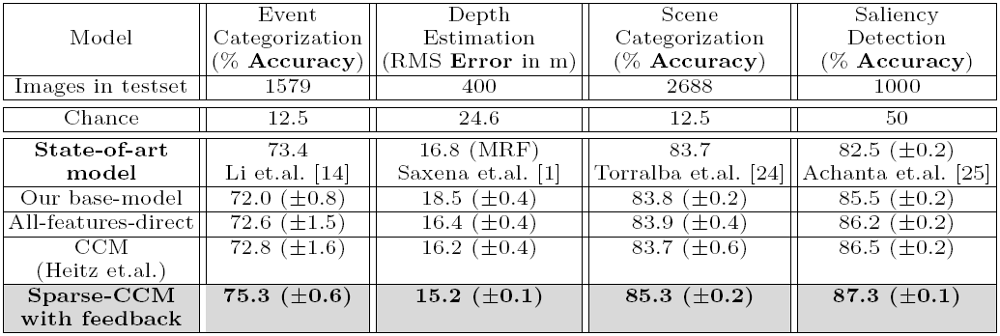 Model
Event
Categorization
(% Accuracy)
Depth
Estimation
(RMS Error in m)
Scene
Categorization
(% Accuracy)
Saliency
Detection
(% Accuracy)
Images in testset 1579 400 2688 1000
Chance 12.5 24.6 12.5 50
State-of-art 73.4 16.8 (MRF) 83.7 82.5 (±0.2)
model Li et.al. [14] Saxena et.al. [1] Torralba et.al. [24] Achanta et.al. [25]
Our base-model 72.0 (±0.8) 18.5 (±0.4) 83.8 (±0.2) 85.5 (±0.2)
All-features-direct 72.6 (±1.5) 16.4 (±0.4) 83.9 (±0.4) 86.2 (±0.2)
CCM 72.8 (±1.6) 16.2 (±0.4) 83.7 (±0.6) 86.5 (±0.2)
(Heitz et.al.)
Sparse-CCM 75.3 (±0.6) 15.2 (±0.1) 85.3 (±0.2) 87.3 (±0.1)
with feedback